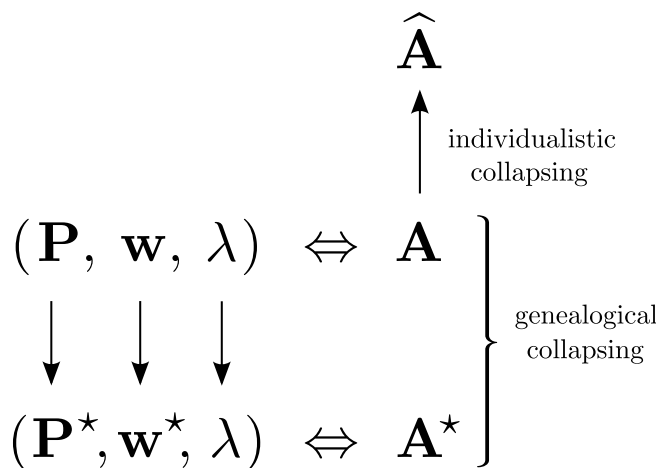 Â
individualistic
collapsing
(P, w, λ) ⇔ A
genealogical
collapsing
(P⋆, w⋆, λ) ⇔ A⋆